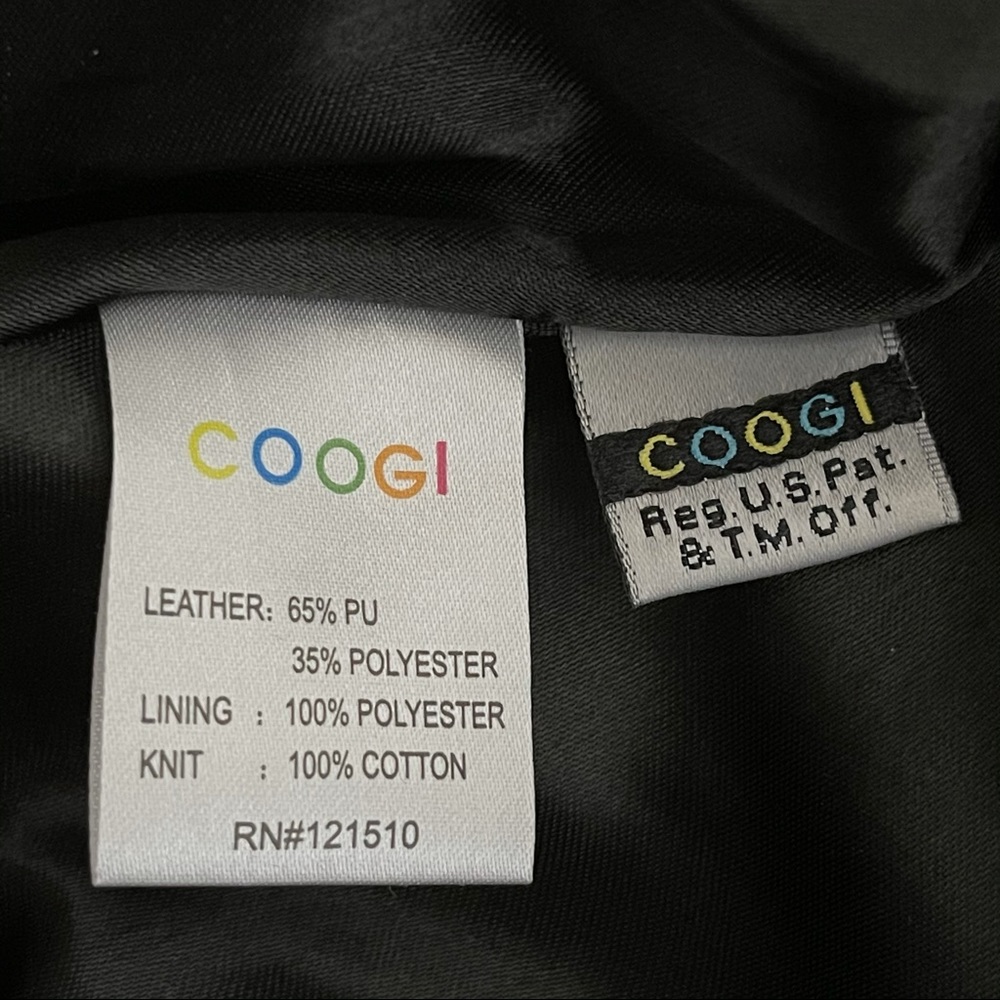 COOGI
LEATHER: 65% PU
35% POLYESTER
LINING : 100% POLYESTER
KNIT : 100% COTTON
RN#121510
COOGI
Reg.U.S.Pat.
& T.M.Off.